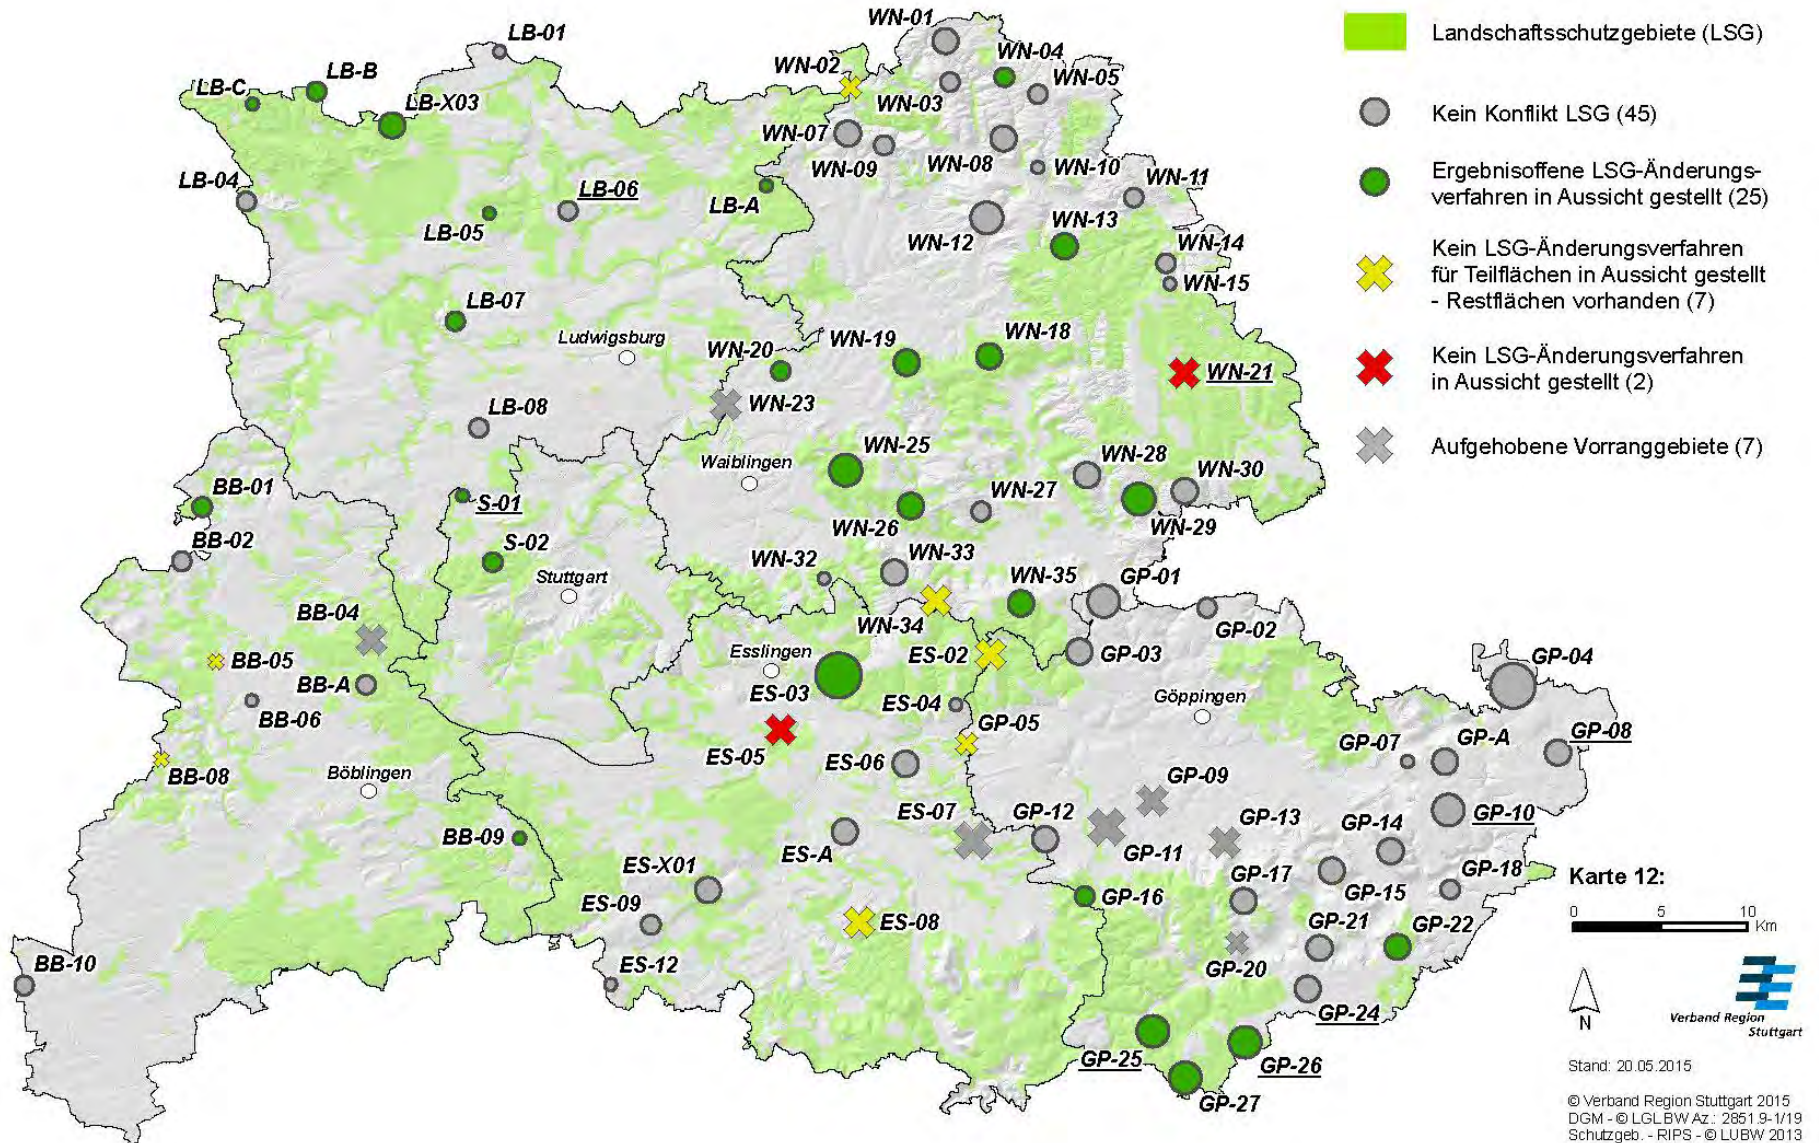 WN-01
LB-01
WN-04
WN-02
LB-B
WN-05
LB-C
WN-03
LB-X03
WN-07
WN-08
WN-09
WN-10
LB-04
LB-06
WN-11
LB-A
WN-13
LB-05
WN-12
WN-14
WN-15
LB-07
Ludwigsburg
WN-20
WN-19
WN-18
WN-21
WN-23
LB-08
WN-25
Waiblingen
WN-28
WN-30
BB-01
S-01
WN-27
WN-26
WN-29
BB-02
S-02
WN-32
WN-33
Stuttgart
WN-35
GP-01
BB-04
WN-34
GP-02
Esslingen
ES-02
GP-03
BB-05
GP-04
BB-A
ES-03
Göppingen
BB-06
ES-04
GP-05
GP-08
GP-07
GP-A
ES-05
ES-06
BB-08
Böblingen
GP-09
ES-07
GP-12
GP-13
GP-14
GP-10
BB-09
ES-A
GP-11
ES-X01
GP-17
GP-18
GP-15
GP-16
ES-09
ES-08
GP-21
GP-22
BB-10
ES-12
GP-20
GP-24
GP-25
GP-26
GP-27
Landschaftsschutzgebiete (LSG)
Kein Konflikt LSG (45)
Ergebnisoffene LSG-Änderungs-
verfahren in Aussicht gestellt (25)
Kein LSG-Änderungsverfahren
für Teilflächen in Aussicht gestellt
- Restflächen vorhanden (7)
Kein LSG-Änderungsverfahren
in Aussicht gestellt (2)
Aufgehobene Vorranggebiete (7)
Karte 12:
0 5 10
Km
N
Verband Region
Stuttgart
Stand: 20.05.2015
© Verband Region Stuttgart 2015
DGM - © LGL BW Az.: 2851.9-1/19
Schutzgeb. - RIPS - © LUBW 2013